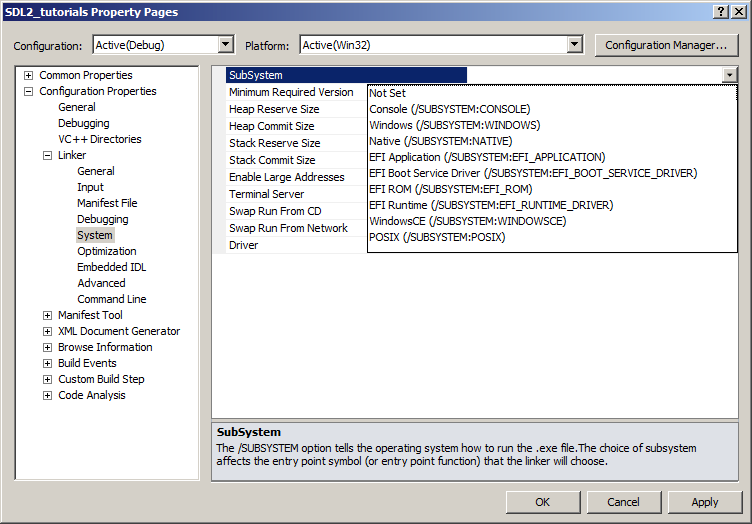 SDL2_tutorials Property Pages
Configuration: Active(Debug) Platform: Active(Win32) Configuration Manager...
Common Properties
Configuration Properties
General
Debugging
VC++ Directories
Linker
General
Input
Manifest File
Debugging
System
Optimization
Embedded IDL
Advanced
Command Line
Manifest Tool
XML Document Generator
Browse Information
Build Events
Custom Build Step
Code Analysis
SubSystem
Minimum Required Version
Heap Reserve Size
Heap Commit Size
Stack Reserve Size
Stack Commit Size
Enable Large Addresses
Terminal Server
Swap Run From CD
Swap Run From Network
Driver
Not Set
Console (/SUBSYSTEM:CONSOLE)
Windows (/SUBSYSTEM:WINDOWS)
Native (/SUBSYSTEM:NATIVE)
EFI Application (/SUBSYSTEM:EFI_APPLICATION)
EFI Boot Service Driver (/SUBSYSTEM:EFI_BOOT_SERVICE_DRIVER)
EFI ROM (/SUBSYSTEM:EFI_ROM)
EFI Runtime (/SUBSYSTEM:EFI_RUNTIME_DRIVER)
WindowsCE (/SUBSYSTEM:WINDOWSCE)
POSIX (/SUBSYSTEM:POSIX)
SubSystem
The /SUBSYSTEM option tells the operating system how to run the .exe file.The choice of subsystem
affects the entry point symbol (or entry point function) that the linker will choose.
OK Cancel Apply